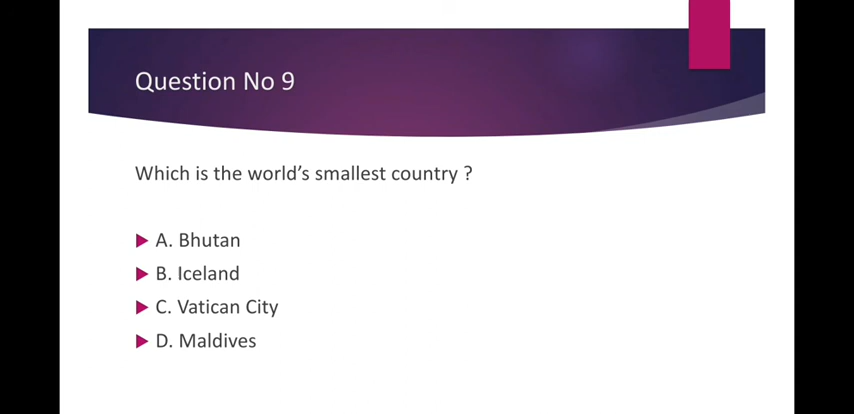 Question No 9
Which is the world’s smallest country ?
A. Bhutan
B. Iceland
C. Vatican City
D. Maldives